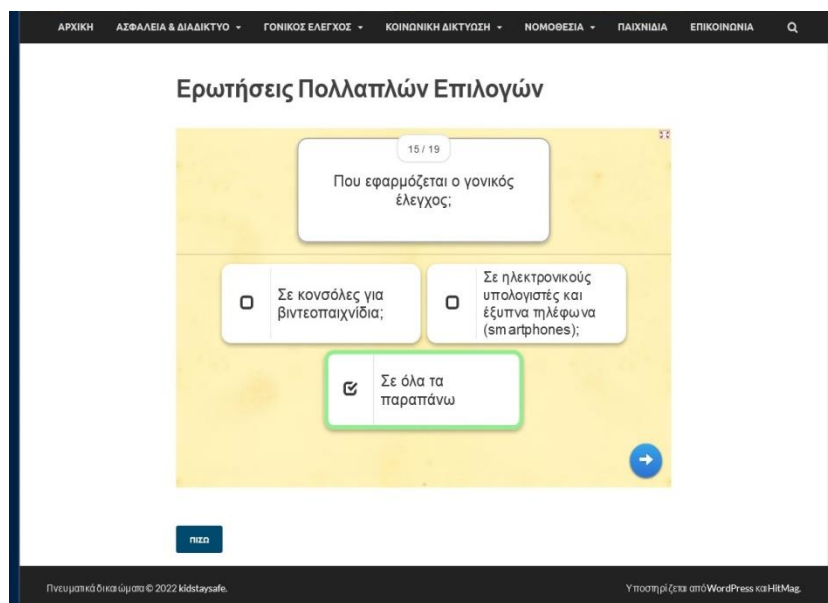 ΑΡΧΙΚΗ ΑΣΦΑΛΕΙΑ & ΔΙΑΔΙΚΤΥΟ ΓΟΝΙΚΟΣ ΕΛΕΓΧΟΣ ΚΟΙΝΩΝΙΚΗ ΔΙΚΤΥΩΣΗ ΝΟΜΟΘΕΣΙΑ ΠΑΙΧΝΙΔΙΑ ΕΠΙΚΟΙΝΩΝΙΑ
Ερωτήσεις Πολλαπλών Επιλογών
15 / 19
Που εφαρμόζεται ο γονικός
έλεγχος;
Σε κονσόλες για
βιντεοπαιχνίδια;
Σε ηλεκτρονικούς
υπολογιστές και
έξυπνα τηλέφωνα
(smartphones);
Σε όλα τα
παραπάνω
ΠΙΣΩ
Πνευματικά δικαιώματα © 2022 kidstaysafe.
Υποστηρίζεται από WordPress και HitMag.